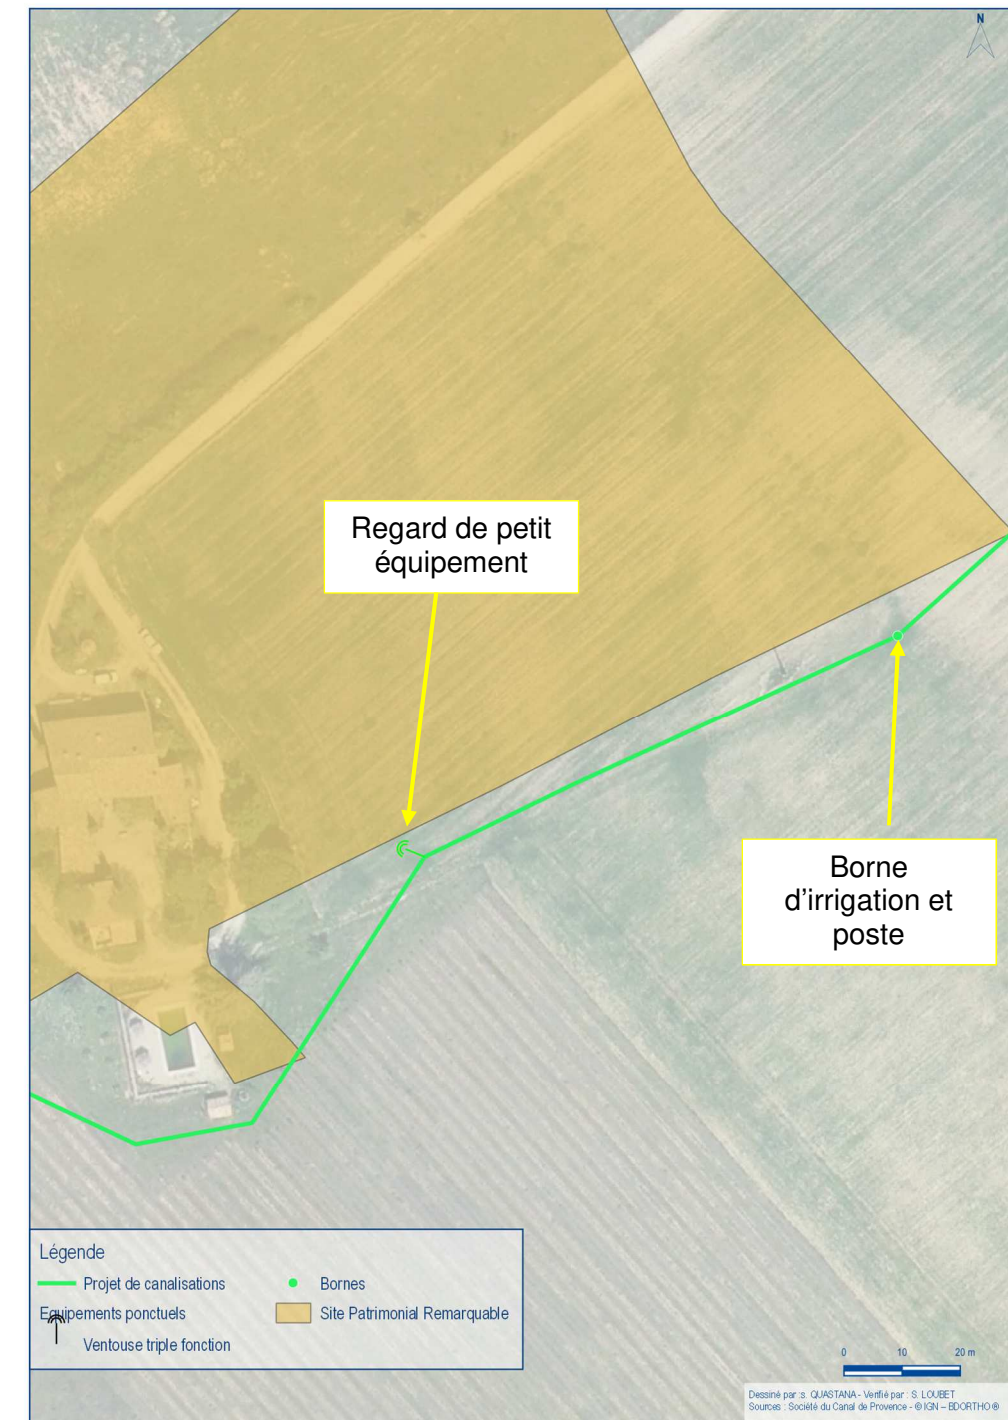 N
Regard de petit
équipement
Borne
d'irrigation et
poste
Légende
Projet de canalisations
Bornes
Equipements ponctuels
Site Patrimonial Remarquable
Ventouse triple fonction
0 10 20 m
Dessiné par :s. QUASTANA - Verifié par : S. LOUBET
Sources : Société du Canal de Provence - © IGN – BDORTHO ®